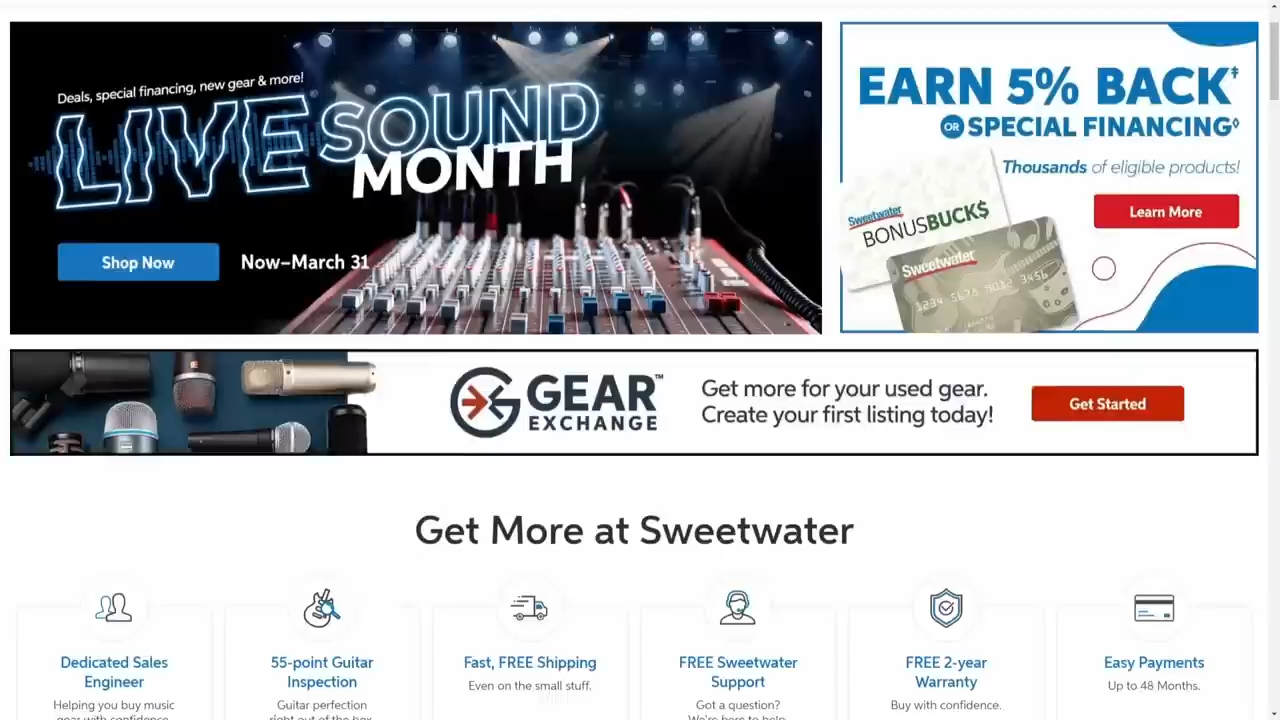 Deals, special financing, new gear & more!
LIVE SOUND
MONTH
Shop Now
Now–March 31
EARN 5% BACK‡
OR SPECIAL FINANCING◊
Thousands of eligible products!
Learn More
Sweetwater
BONUSBUCK$
Sweetwater
1234 5678 9012 3456
GEAR™
EXCHANGE
Get more for your used gear.
Create your first listing today!
Get Started
Get More at Sweetwater
Dedicated Sales
Engineer
Helping you buy music
gear with confidence.
55-point Guitar
Inspection
Guitar perfection
right out of the box.
Fast, FREE Shipping
Even on the small stuff.
FREE Sweetwater
Support
Got a question?
We're here to help.
FREE 2-year
Warranty
Buy with confidence.
Easy Payments
Up to 48 Months.